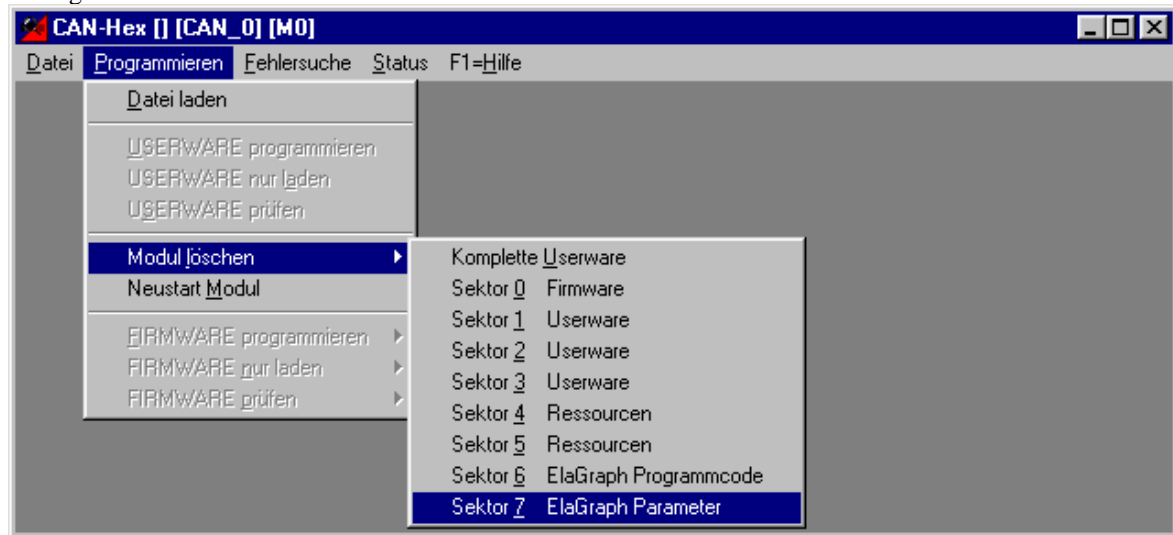 CAN-Hex [] [CAN_0] [M0]
Datei Programmieren Fehlersuche Status F1=Hilfe
Datei laden
USERWARE programmieren
USERWARE nur laden
USERWARE prüfen
Modul löschen
Neustart Modul
FIRMWARE programmieren
FIRMWARE nur laden
FIRMWARE prüfen
Komplette Userware
Sektor 0 Firmware
Sektor 1 Userware
Sektor 2 Userware
Sektor 3 Userware
Sektor 4 Ressourcen
Sektor 5 Ressourcen
Sektor 6 ElaGraph Programmcode
Sektor 7 ElaGraph Parameter